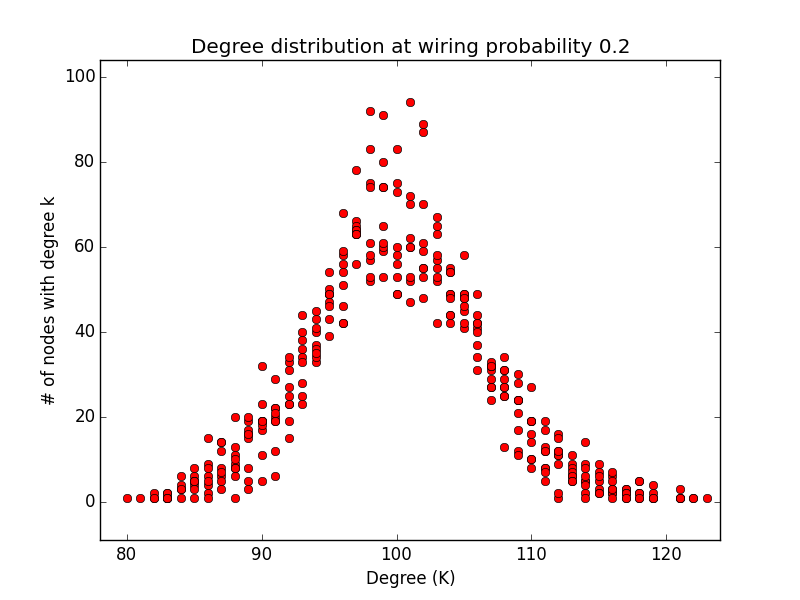 Degree distribution at wiring probability 0.2
100
80
60
40
20
0
# of nodes with degree k
80 90 100 110 120
Degree (K)